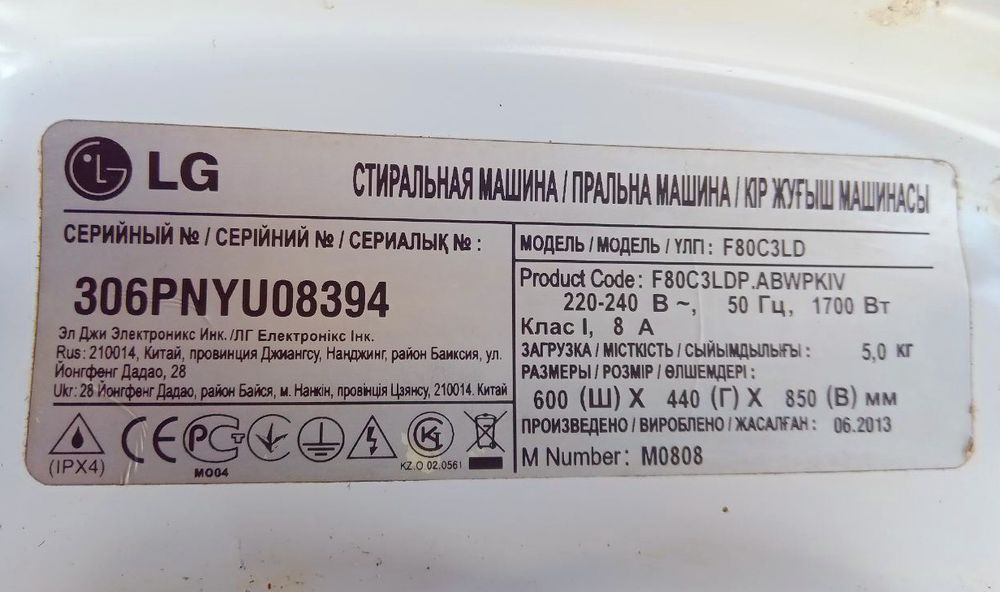 LG
СТИРАЛЬНАЯ МАШИНА / ПРАЛЬНА МАШИНА / КІР ЖУҒЫШ МАШИНАСЫ
СЕРИЙНЫЙ № / СЕРІЙНИЙ № / СЕРИАЛЫҚ № :
306PNYU08394
Эл Джи Электроникс Инк. /ЛГ Електронікс Інк.
Rus: 210014, Китай, провинция Джиангсу, Нанджинг, район Баиксия, ул.
Йонгфенг Дадао, 28
Ukr: 28 Йонгфенг Дадао, район Байся, м. Нанкін, провінція Цзянсу, 210014. Китай
(IPX4)
CE
РСТ
МО04
KZ.O 02.0561
МОДЕЛЬ / МОДЕЛЬ / ҮЛГІ : F80C3LD
Product Code : F80C3LDP.ABWPKIV
220-240 В ~, 50 Гц, 1700 Вт
Клас I, 8 А
ЗАГРУЗКА / МІСТКІСТЬ / СЫЙЫМДЫЛЫҒЫ : 5,0 кг
РАЗМЕРЫ / РОЗМІР / ӨЛШЕМДЕРІ :
600 (Ш) X 440 (Г) X 850 (В) мм
ПРОИЗВЕДЕНО / ВИРОБЛЕНО / ЖАСАЛҒАН : 06.2013
M Number : M0808